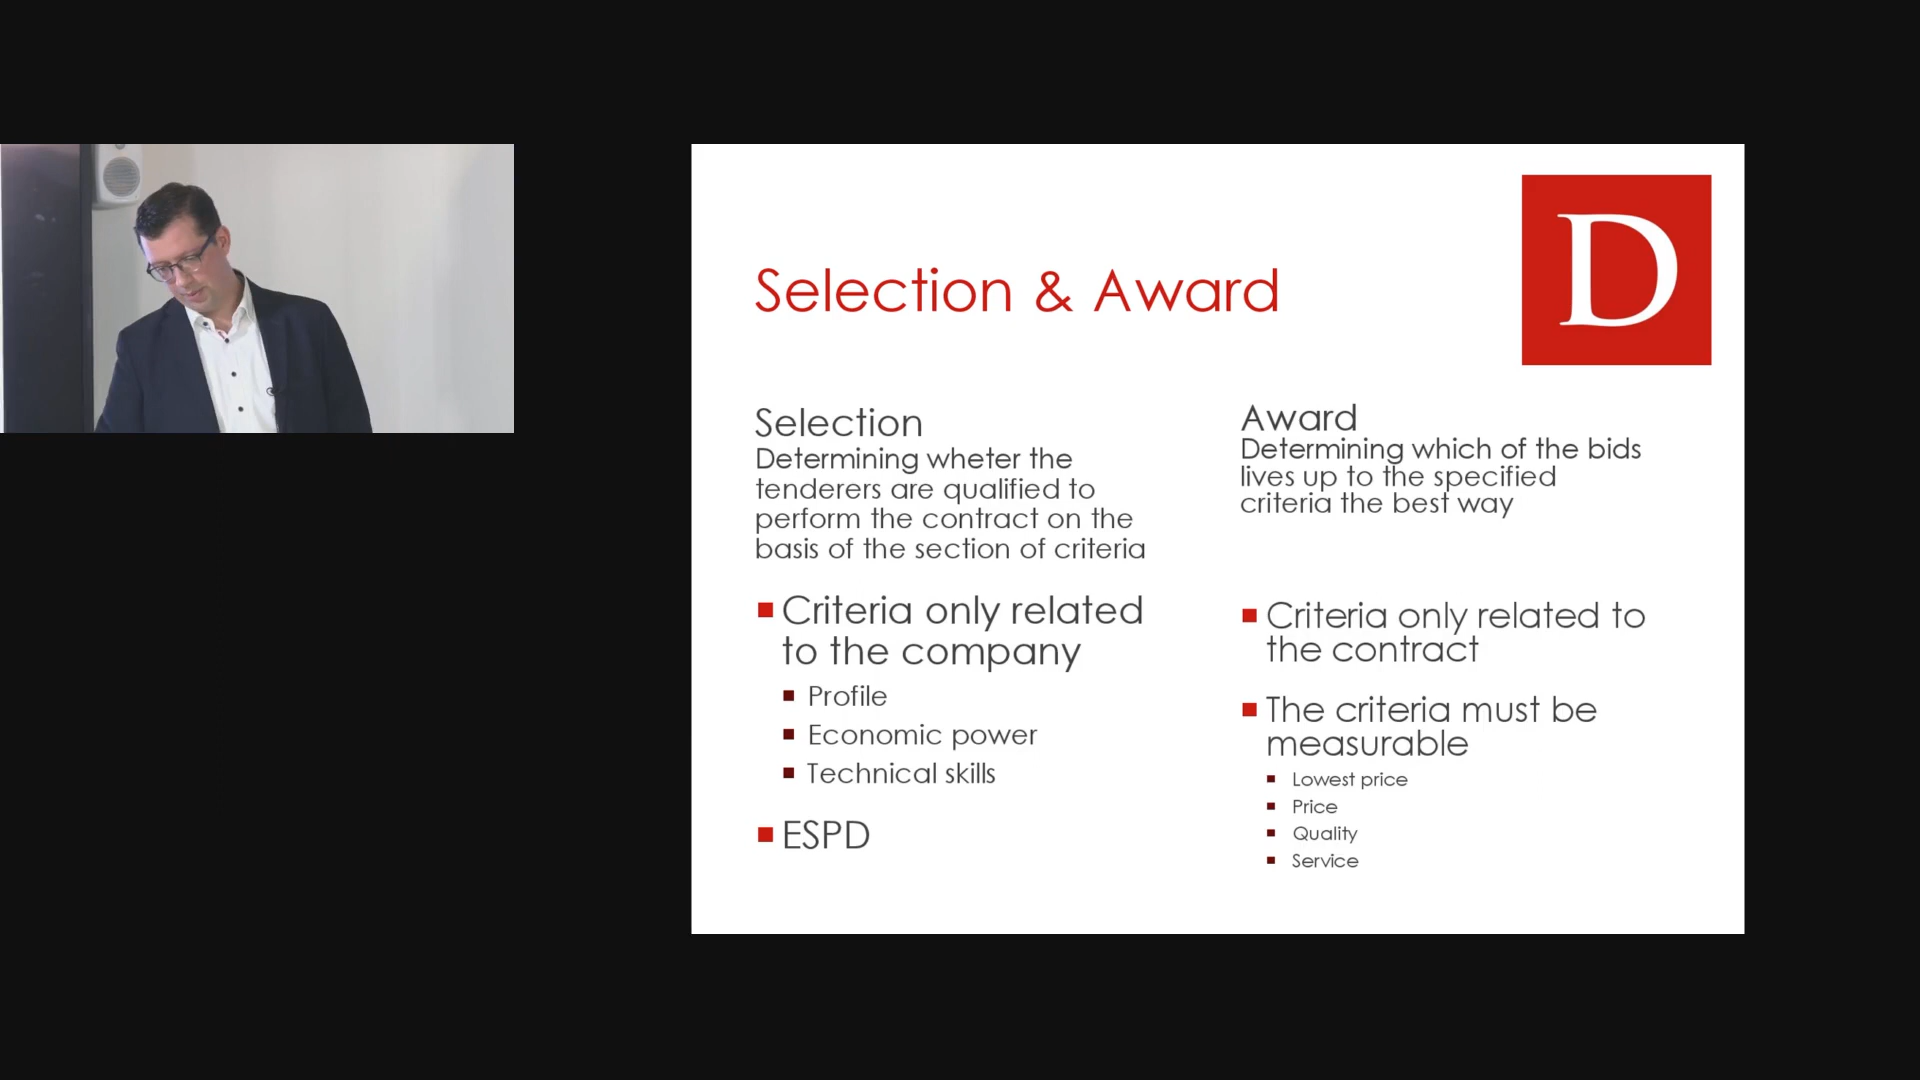 D
Selection & Award
Selection
Determining wheter the
tenderers are qualified to
perform the contract on the
basis of the section of criteria
Criteria only related
to the company
Profile
Economic power
Technical skills
ESPD
Award
Determining which of the bids
lives up to the specified
criteria the best way
Criteria only related to
the contract
The criteria must be
measurable
Lowest price
Price
Quality
Service